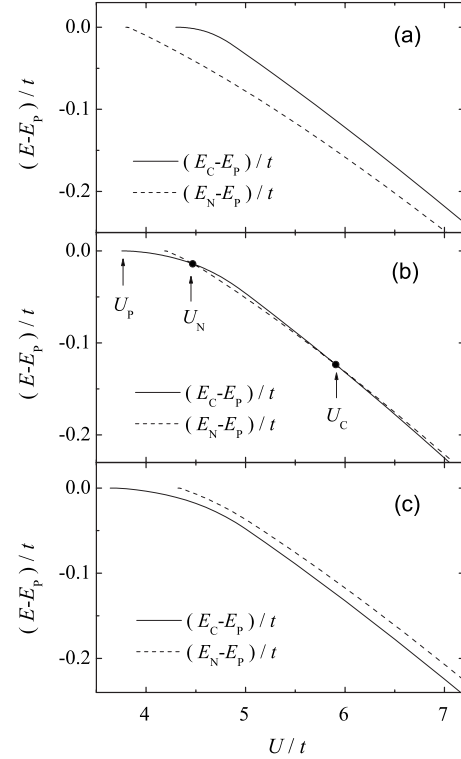 (a)
0.0
-0.1
-0.2
(E-E_P) / t
(E_C-E_P) / t
(E_N-E_P) / t
(b)
0.0
-0.1
-0.2
(E-E_P) / t
U_P
U_N
U_C
(E_C-E_P) / t
(E_N-E_P) / t
(c)
0.0
-0.1
-0.2
(E-E_P) / t
(E_C-E_P) / t
(E_N-E_P) / t
4 5 6 7
U / t